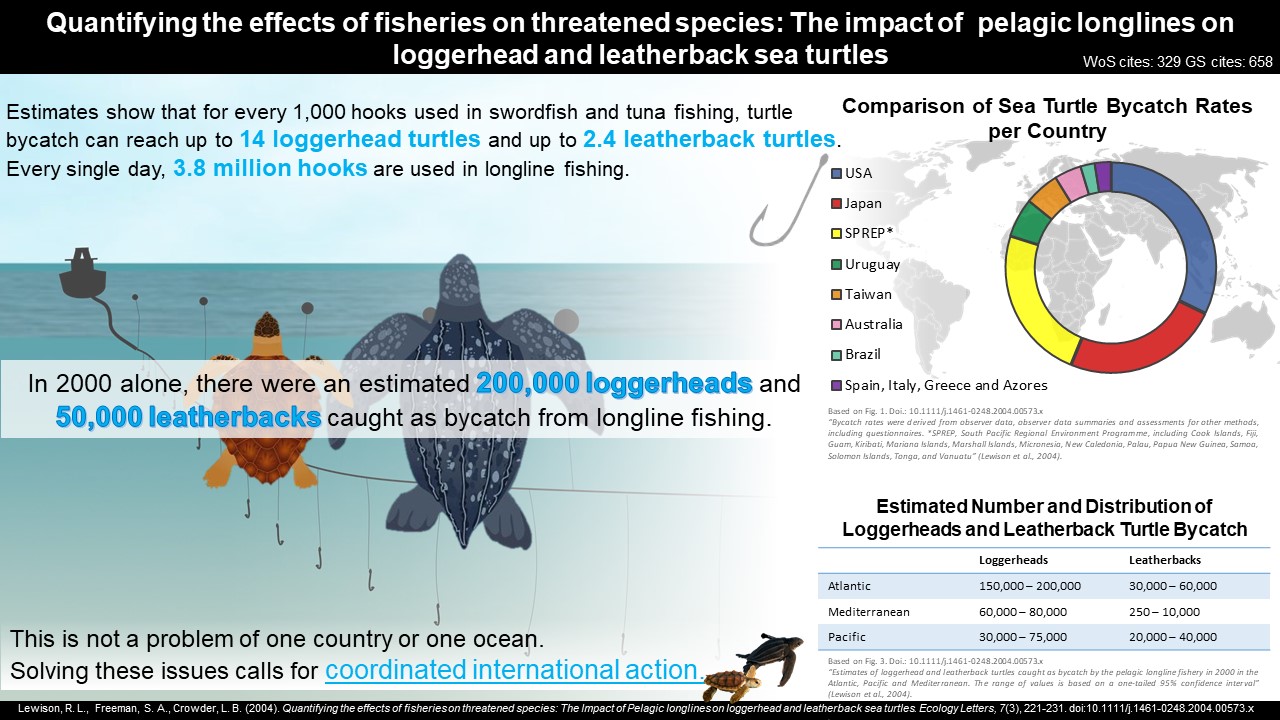 Quantifying the effects of fisheries on threatened species: The impact of pelagic longlines on
loggerhead and leatherback sea turtles
WoS cites: 329 GS cites: 658
Estimates show that for every 1,000 hooks used in swordfish and tuna fishing, turtle
bycatch can reach up to 14 loggerhead turtles and up to 2.4 leatherback turtles.
Every single day, 3.8 million hooks are used in longline fishing.
In 2000 alone, there were an estimated 200,000 loggerheads and
50,000 leatherbacks caught as bycatch from longline fishing.
This is not a problem of one country or one ocean.
Solving these issues calls for coordinated international action.
Comparison of Sea Turtle Bycatch Rates
per Country
USA
Japan
SPREP*
Uruguay
Taiwan
Australia
Brazil
Spain, Italy, Greece and Azores
Based on Fig. 1. Doi.: 10.1111/j.1461-0248.2004.00573.x
"Bycatch rates were derived from observer data, observer data summaries and assessments for other methods,
including questionnaires. *SPREP, South Pacific Regional Environment Programme, including Cook Islands, Fiji,
Guam, Kiribati, Mariana Islands, Marshall Islands, Micronesia, New Caledonia, Palau, Papua New Guinea, Samoa,
Solomon Islands, Tonga, and Vanuatu" (Lewison et al., 2004).
Estimated Number and Distribution of
Loggerheads and Leatherback Turtle Bycatch
Loggerheads Leatherbacks
Atlantic 150,000 – 200,000 30,000 – 60,000
Mediterranean 60,000 – 80,000 250 – 10,000
Pacific 30,000 – 75,000 20,000 – 40,000
Based on Fig. 3. Doi.: 10.1111/j.1461-0248.2004.00573.x
"Estimates of loggerhead and leatherback turtles caught as bycatch by the pelagic longline fishery in 2000 in the
Atlantic, Pacific and Mediterranean. The range of values is based on a one-tailed 95% confidence interval"
(Lewison et al., 2004).
Lewison, R. L., Freeman, S. A., Crowder, L. B. (2004). Quantifying the effects of fisheries on threatened species: The Impact of Pelagic longlines on loggerhead and leatherback sea turtles. Ecology Letters, 7(3), 221-231. doi:10.1111/j.1461-0248.2004.00573.x